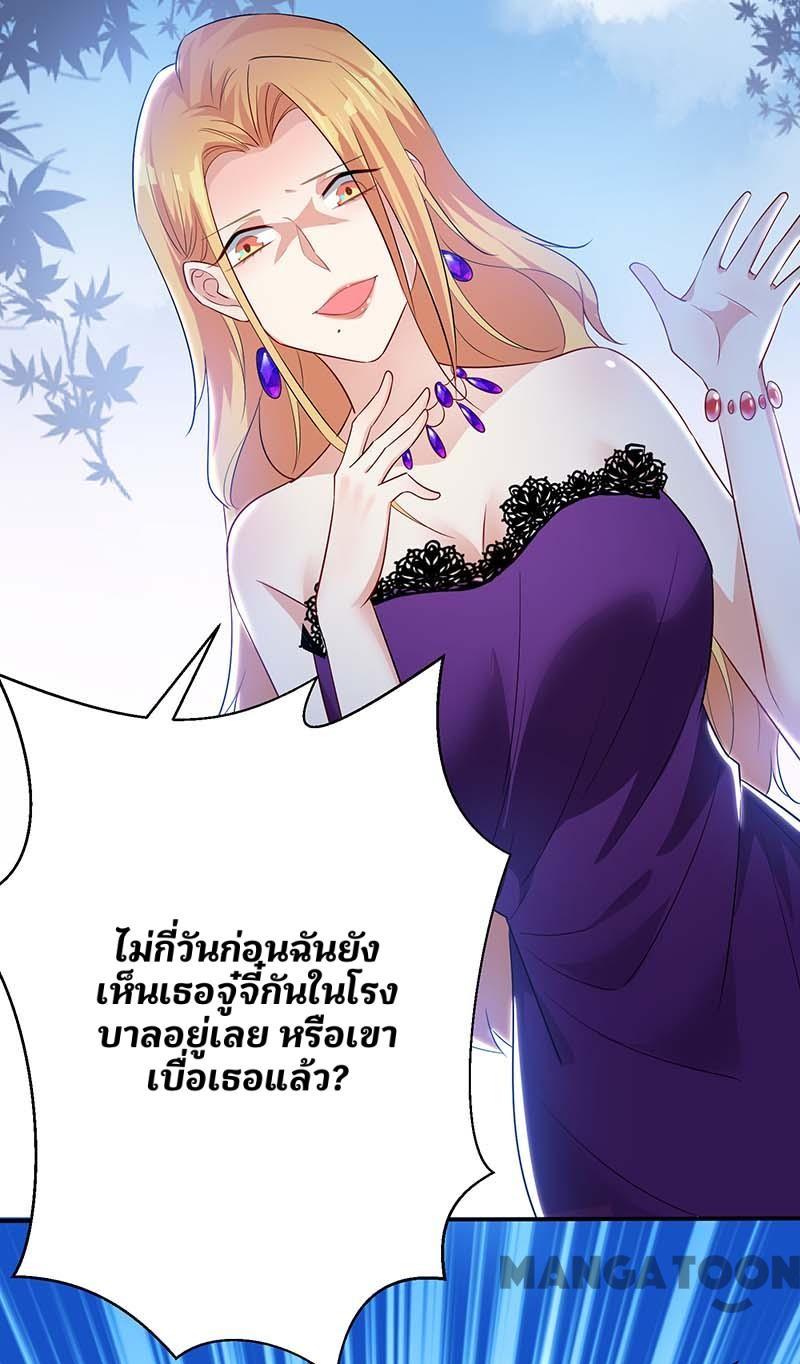 ไม่กี่วันก่อนฉันยัง
เห็นเธอจู๋จี๋กันในโรง
บาลอยู่เลย หรือเขา
เบื่อเธอแล้ว?
MANGATOON